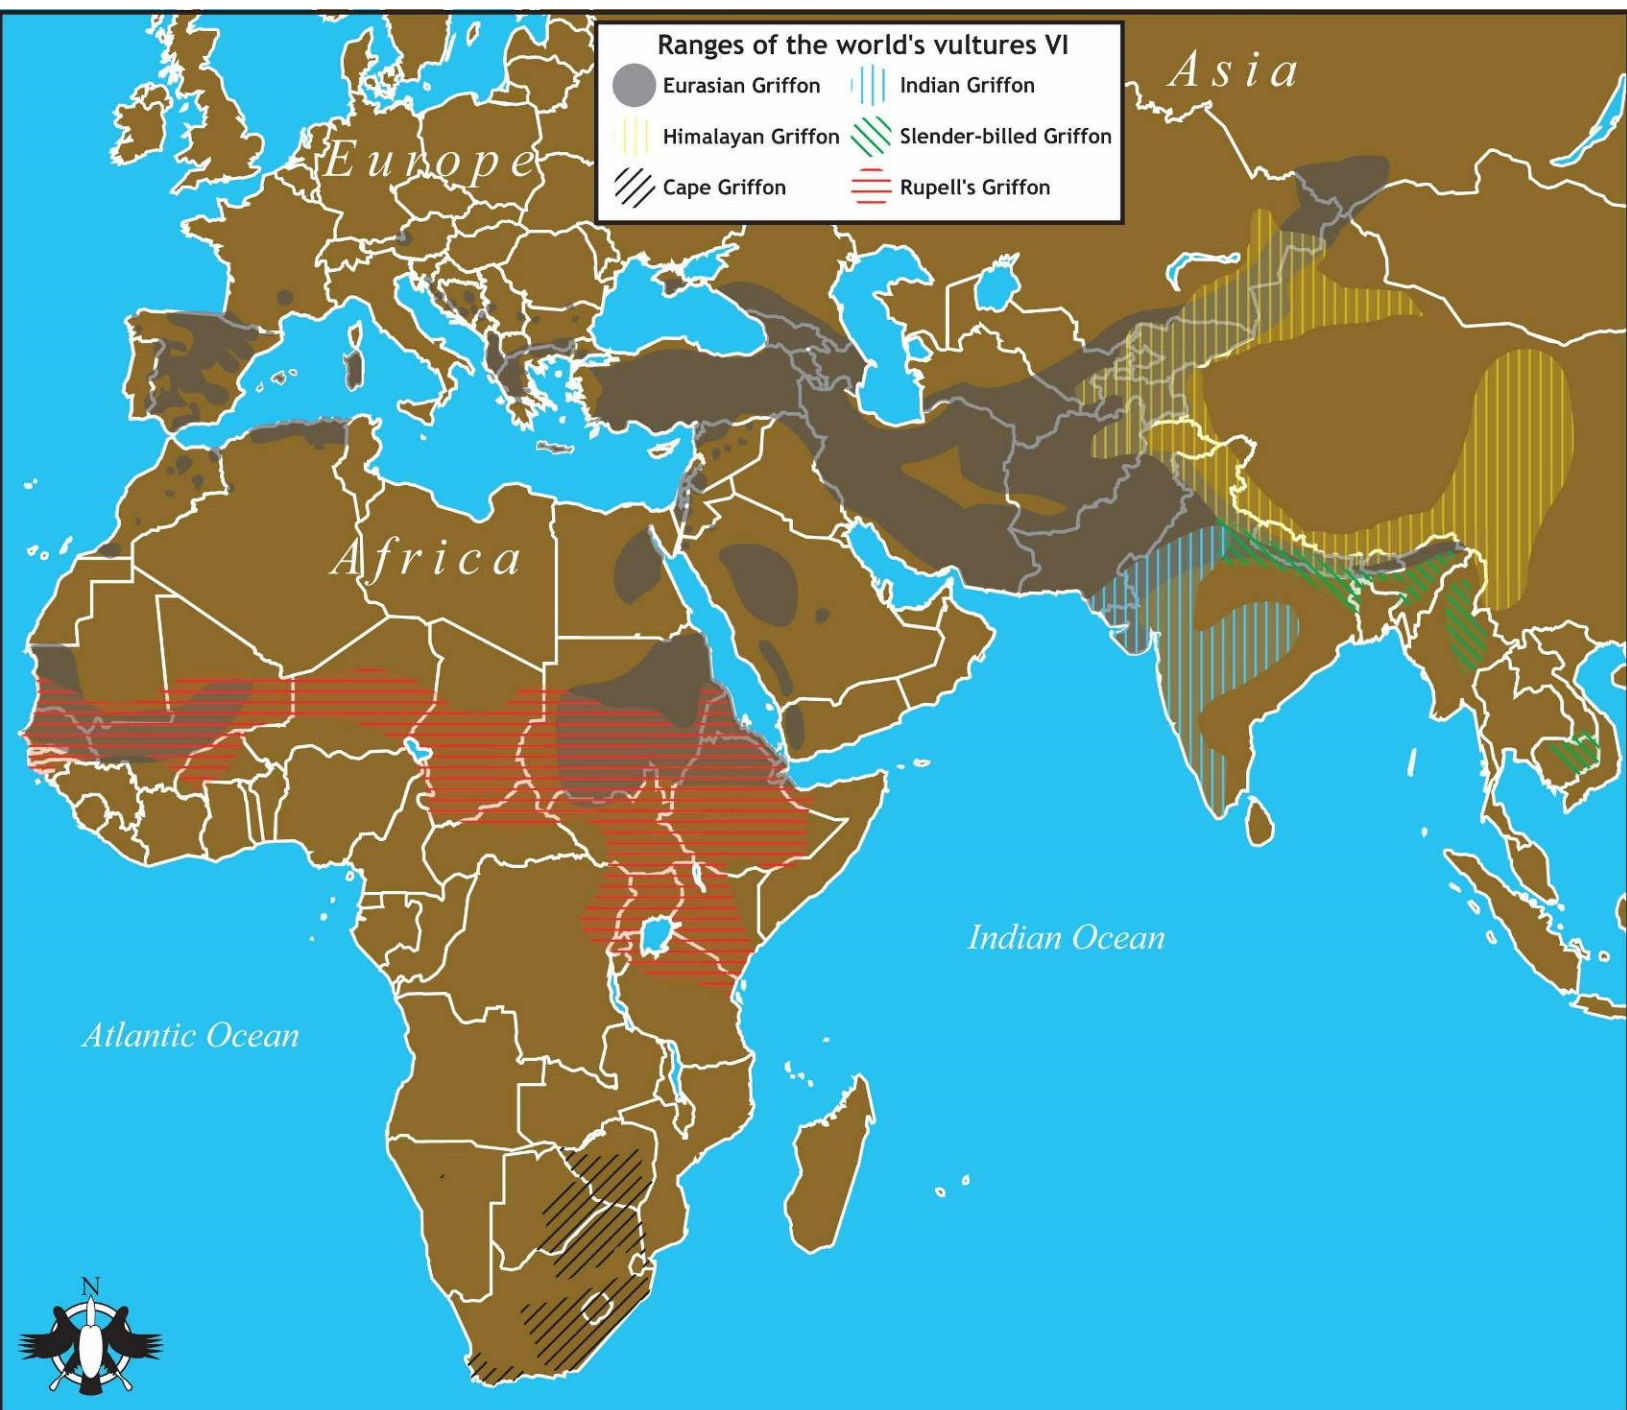 Ranges of the world's vultures VI
Eurasian Griffon
Indian Griffon
Himalayan Griffon
Slender-billed Griffon
Cape Griffon
Rupell's Griffon
Asia
Europe
Africa
Indian Ocean
Atlantic Ocean
N